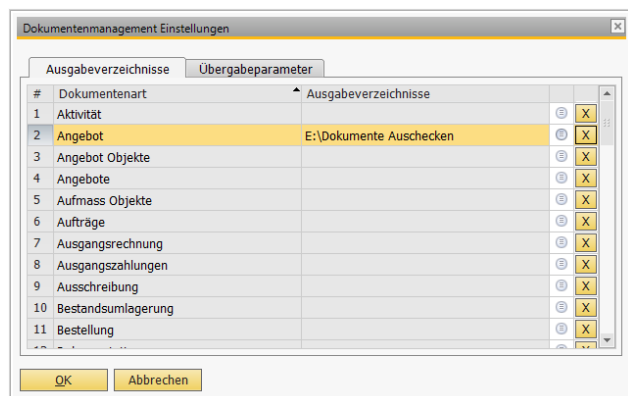 Dokumentenmanagement Einstellungen
Ausgabeverzeichnisse Übergabeparameter
# Dokumentenart Ausgabeverzeichnisse
1 Aktivität X
2 Angebot E:\Dokumente Auschecken X
3 Angebot Objekte X
4 Angebote X
5 Aufmass Objekte X
6 Aufträge X
7 Ausgangsrechnung X
8 Ausgangszahlungen X
9 Ausschreibung X
10 Bestandsumlagerung X
11 Bestellung X
OK Abbrechen